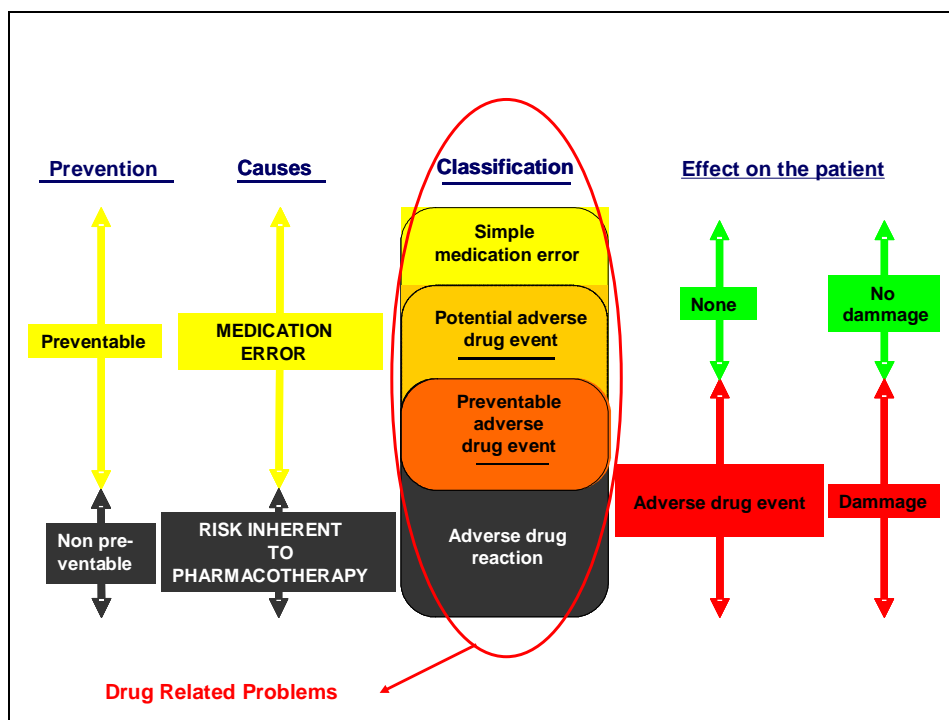 Prevention
Causes
Classification
Effect on the patient
Simple
medication error
Potential adverse
drug event
Preventable
adverse
drug event
Adverse drug
reaction
Preventable
MEDICATION
ERROR
None
No
dammage
Non pre-
ventable
RISK INHERENT
TO
PHARMACOTHERAPY
Adverse drug event
Dammage
Drug Related Problems